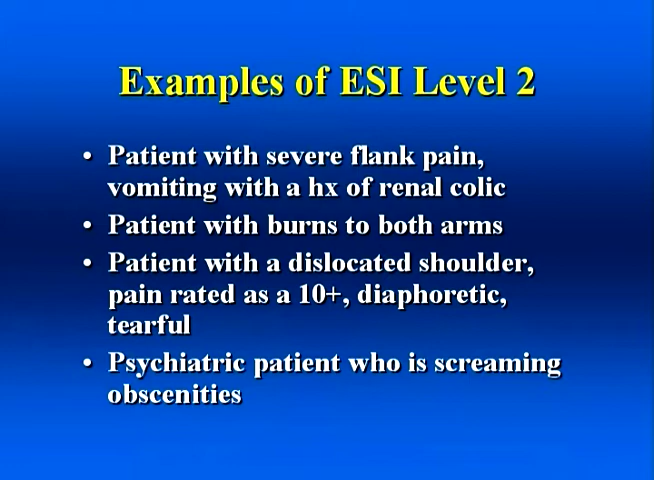 Examples of ESI Level 2
• Patient with severe flank pain,
vomiting with a hx of renal colic
• Patient with burns to both arms
• Patient with a dislocated shoulder,
pain rated as a 10+, diaphoretic,
tearful
• Psychiatric patient who is screaming
obscenities